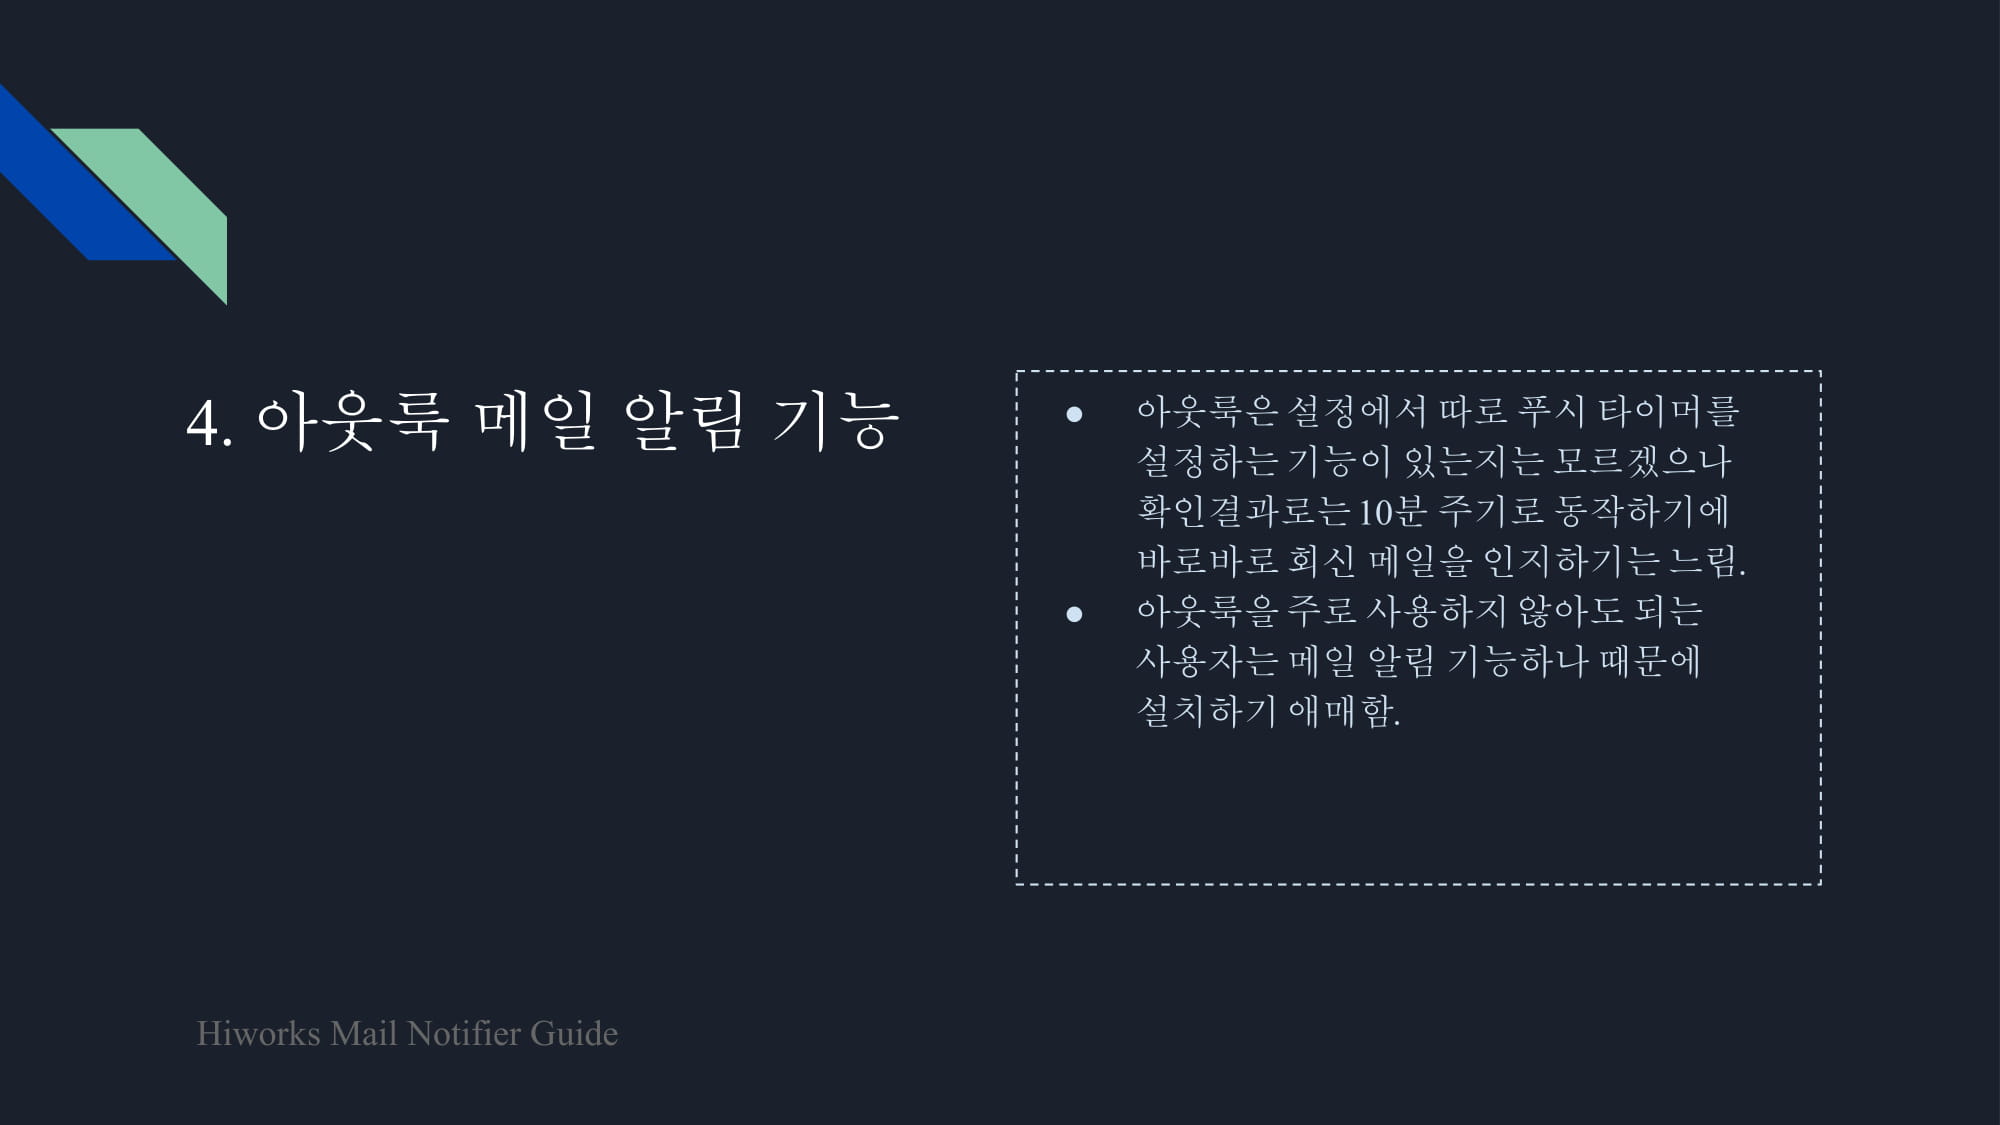 4. 아웃룩 메일 알림 기능
● 아웃룩은 설정에서 따로 푸시 타이머를
설정하는 기능이 있는지는 모르겠으나
확인결과로는 10분 주기로 동작하기에
바로바로 회신 메일을 인지하기는 느림.
● 아웃룩을 주로 사용하지 않아도 되는
사용자는 메일 알림 기능하나 때문에
설치하기 애매함.
Hiworks Mail Notifier Guide